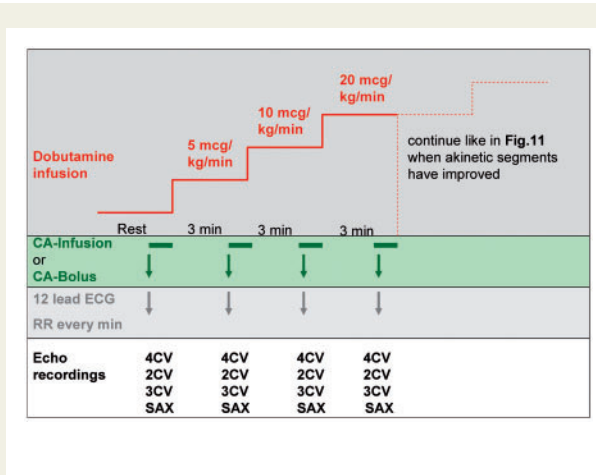 20 mcg/
kg/min
10 mcg/
kg/min
5 mcg/
kg/min
Dobutamine
infusion
continue like in Fig.11
when akinetic segments
have improved
Rest 3 min 3 min 3 min
CA-Infusion
or
CA-Bolus
12 lead ECG
RR every min
Echo recordings
4CV 4CV 4CV 4CV
2CV 2CV 2CV 2CV
3CV 3CV 3CV 3CV
SAX SAX SAX SAX